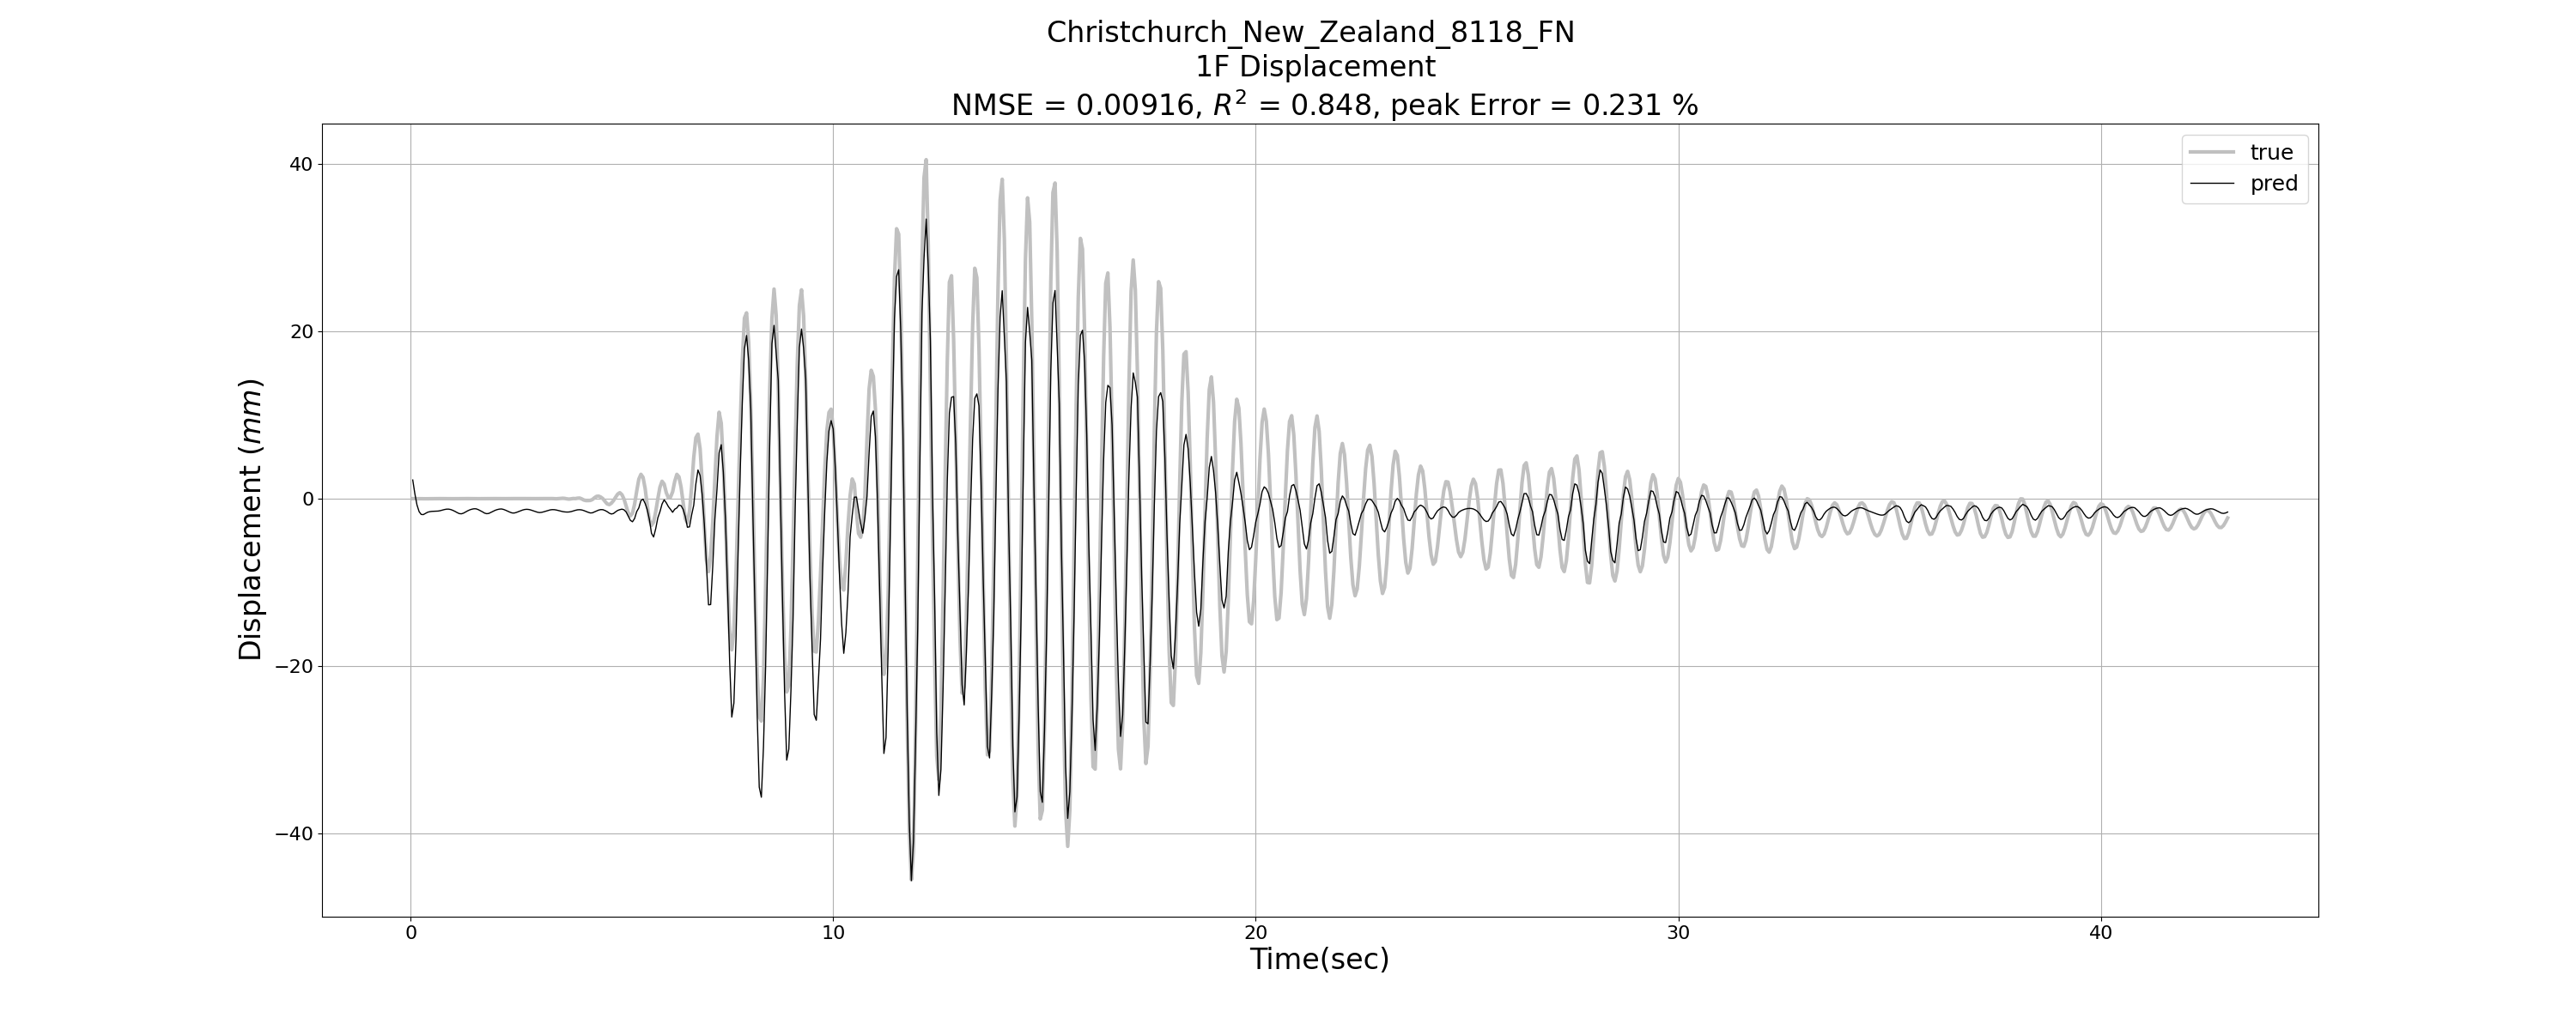 Christchurch_New_Zealand_8118_FN
1F Displacement
NMSE = 0.00916, R² = 0.848, peak Error = 0.231 %
true
pred
Displacement (mm)
40
20
0
−20
−40
0
10
20
30
40
Time(sec)